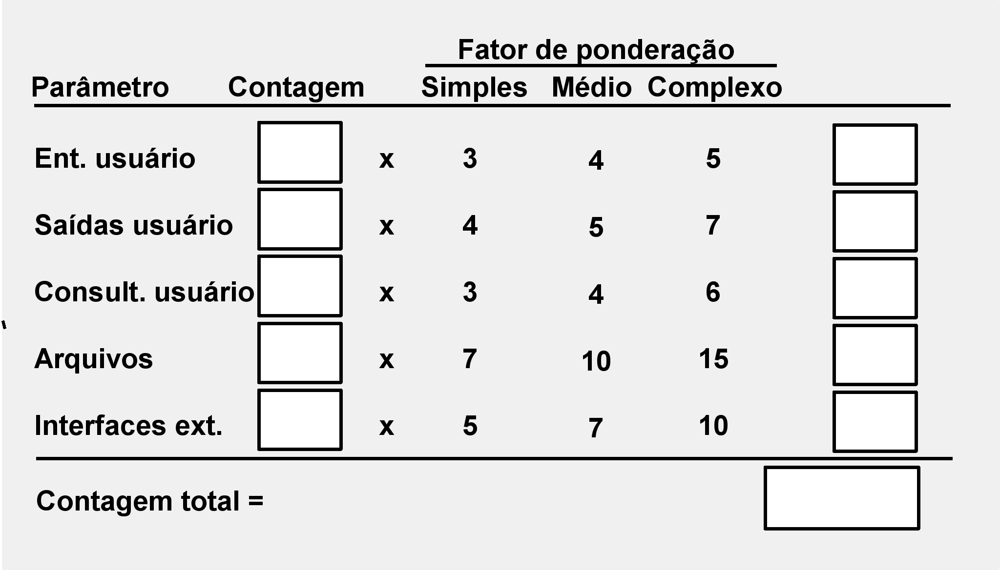 Fator de ponderação
Parâmetro Contagem Simples Médio Complexo
Ent. usuário x 3 4 5
Saídas usuário x 4 5 7
Consult. usuário x 3 4 6
Arquivos x 7 10 15
Interfaces ext. x 5 7 10
Contagem total =